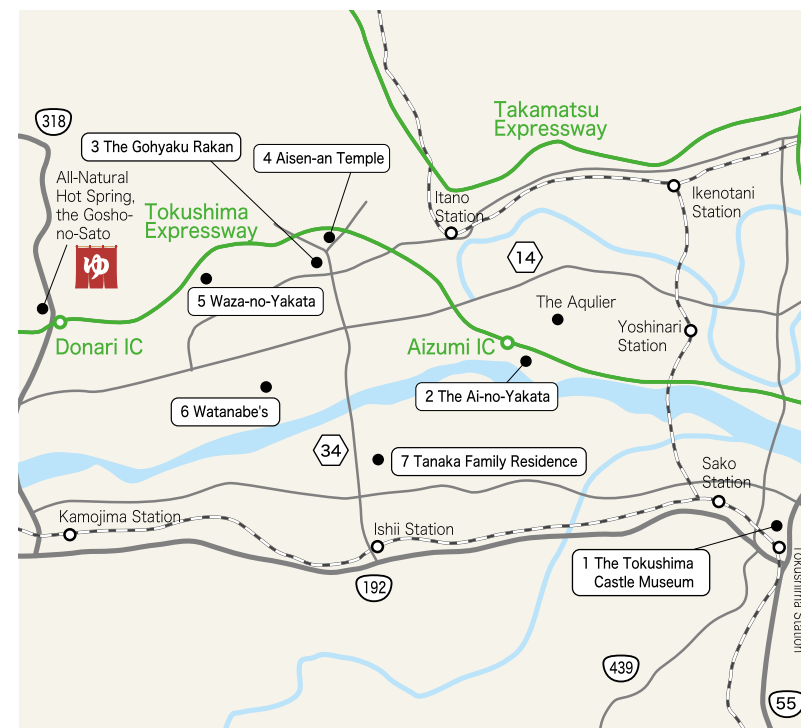 318
3 The Gohyaku Rakan
4 Aisen-an Temple
Takamatsu
Expressway
All-Natural
Hot Spring,
the Gosho-
no-Sato
Tokushima
Expressway
Itano
Station
Ikenotani
Station
ゆ
14
5 Waza-no-Yakata
The Aqulier
Yoshinari
Station
Donari IC
Aizumi IC
2 The Ai-no-Yakata
6 Watanabe's
34
7 Tanaka Family Residence
Sako
Station
Kamojima Station
Ishii Station
1 The Tokushima
Castle Museum
Tokushima Station
192
439
55